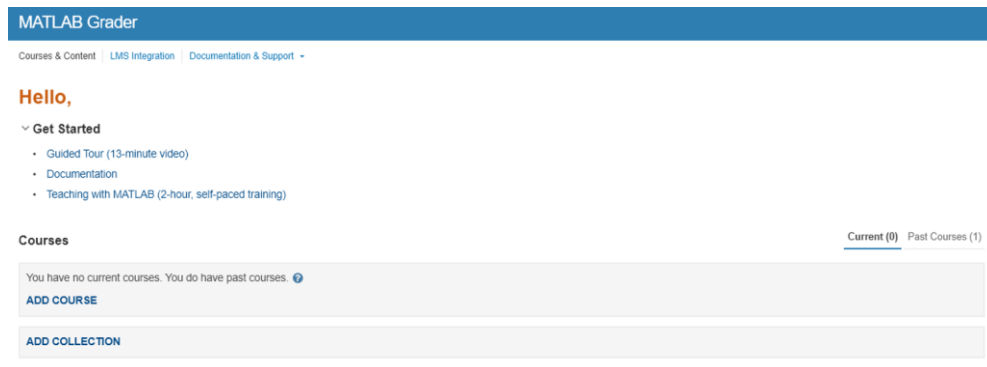 MATLAB Grader
Courses & Content LMS Integration Documentation & Support
Hello,
Get Started
• Guided Tour (13-minute video)
• Documentation
• Teaching with MATLAB (2-hour, self-paced training)
Courses Current (0) Past Courses (1)
You have no current courses. You do have past courses. ?
ADD COURSE
ADD COLLECTION